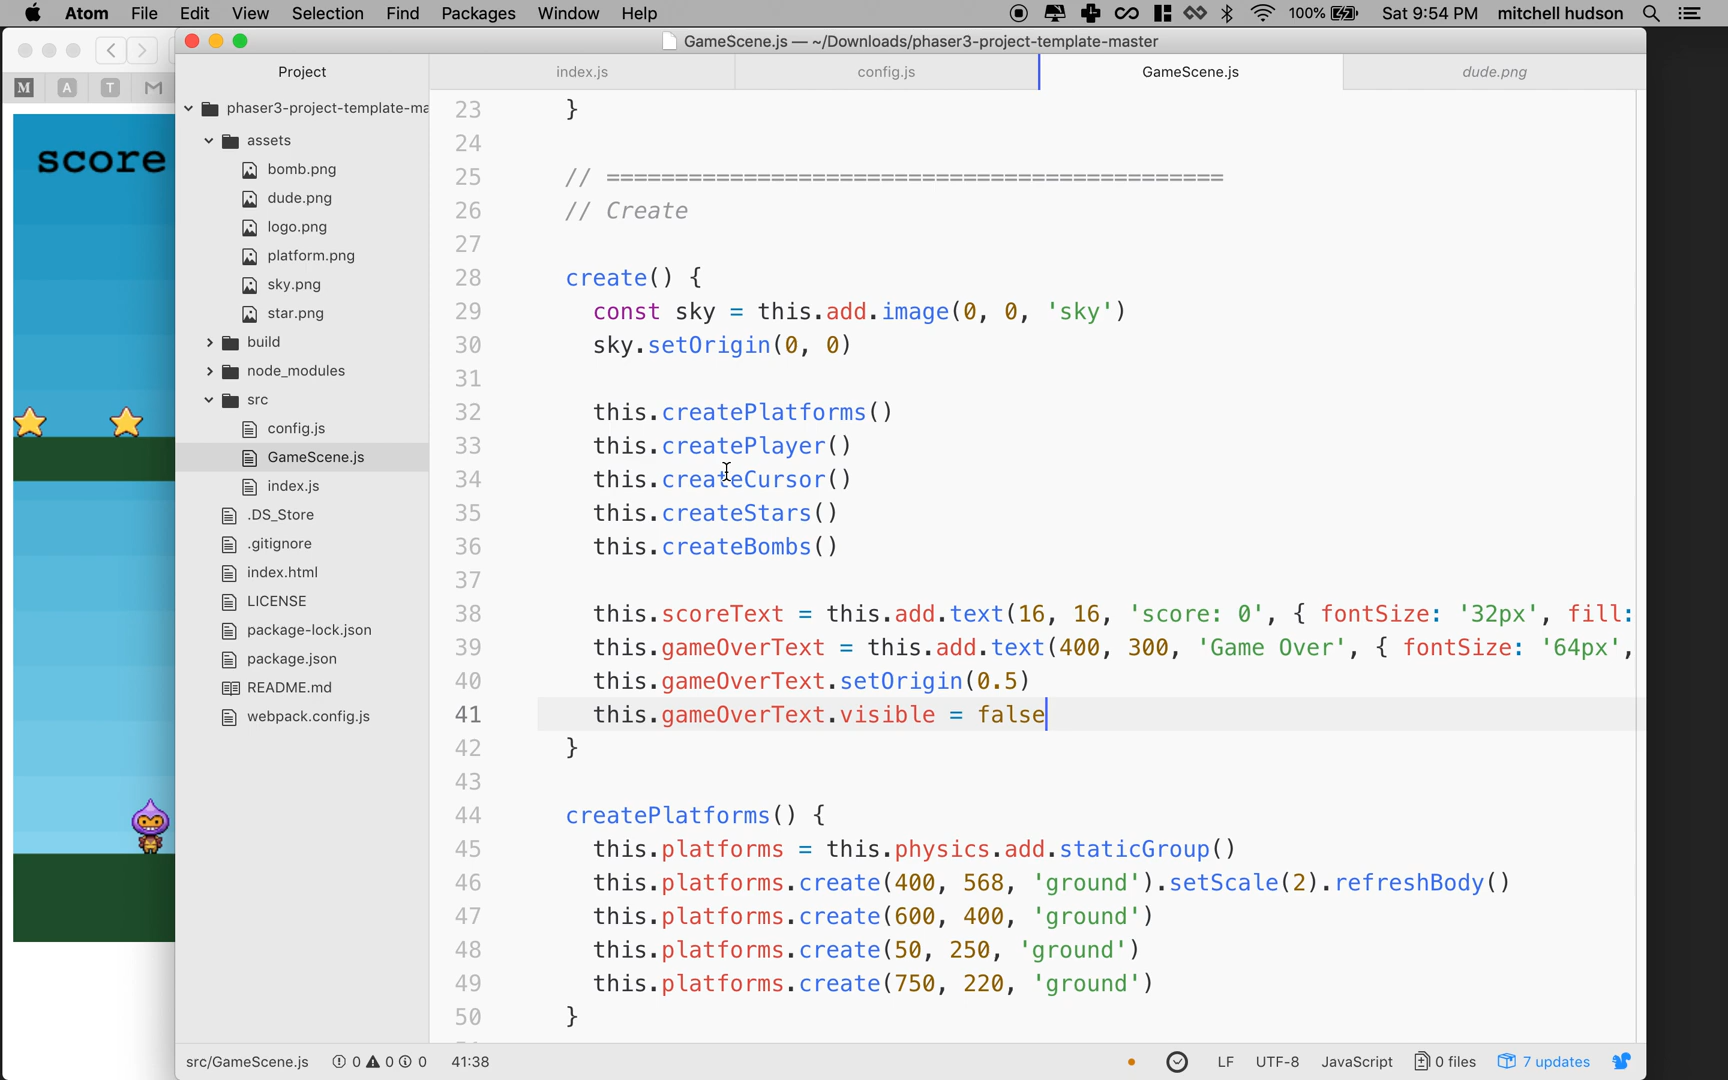 Atom File Edit View Selection Find Packages Window Help 100% Sat 9:54 PM mitchell hudson
GameScene.js — ~/Downloads/phaser3-project-template-master
Project index.js config.js GameScene.js dude.png
M A T M
score
phaser3-project-template-ma
assets
bomb.png
dude.png
logo.png
platform.png
sky.png
star.png
build
node_modules
src
config.js
GameScene.js
index.js
.DS_Store
.gitignore
index.html
LICENSE
package-lock.json
package.json
README.md
webpack.config.js
23 }
24
25 // =============================================
26 // Create
27
28 create() {
29 const sky = this.add.image(0, 0, 'sky')
30 sky.setOrigin(0, 0)
31
32 this.createPlatforms()
33 this.createPlayer()
34 this.createCursor()
35 this.createStars()
36 this.createBombs()
37
38 this.scoreText = this.add.text(16, 16, 'score: 0', { fontSize: '32px', fill:
39 this.gameOverText = this.add.text(400, 300, 'Game Over', { fontSize: '64px',
40 this.gameOverText.setOrigin(0.5)
41 this.gameOverText.visible = false
42 }
43
44 createPlatforms() {
45 this.platforms = this.physics.add.staticGroup()
46 this.platforms.create(400, 568, 'ground').setScale(2).refreshBody()
47 this.platforms.create(600, 400, 'ground')
48 this.platforms.create(50, 250, 'ground')
49 this.platforms.create(750, 220, 'ground')
50 }
src/GameScene.js 0 0 0 41:38 LF UTF-8 JavaScript 0 files 7 updates